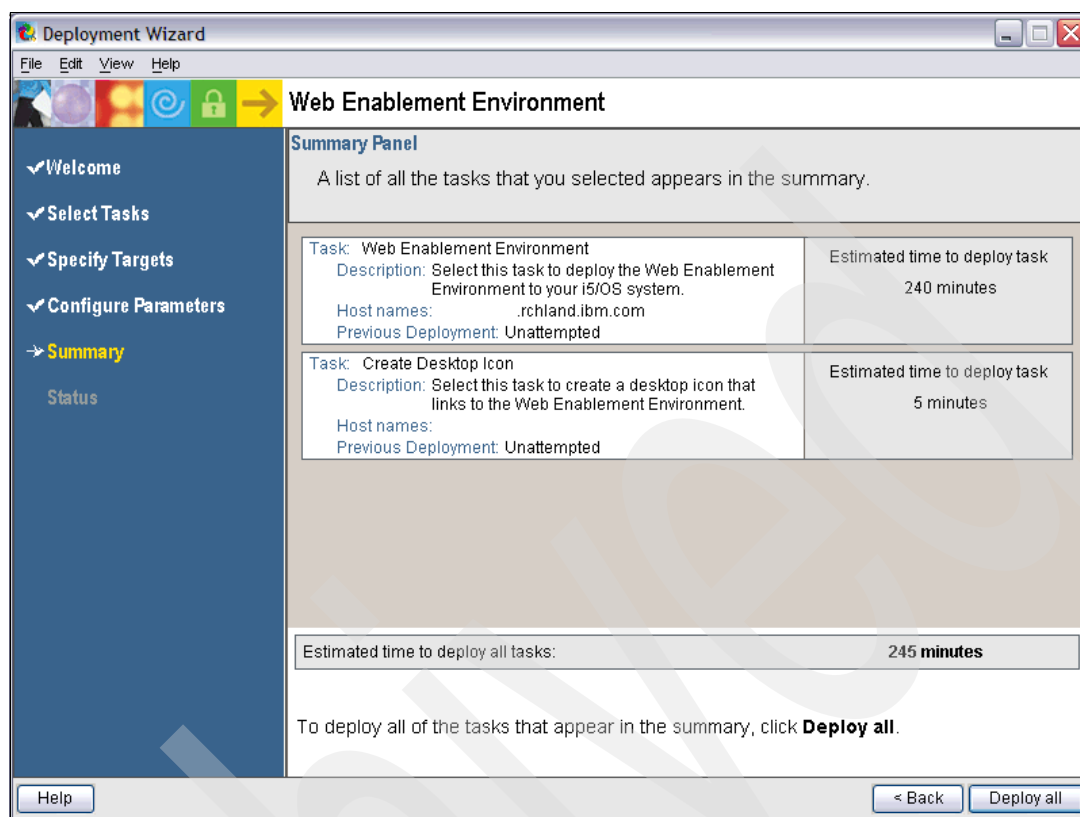 Deployment Wizard
File Edit View Help
Web Enablement Environment
Welcome
Select Tasks
Specify Targets
Configure Parameters
Summary
Status
Summary Panel
A list of all the tasks that you selected appears in the summary.
Task: Web Enablement Environment
Description: Select this task to deploy the Web Enablement
Environment to your i5/OS system.
Host names: .rchland.ibm.com
Previous Deployment: Unattempted
Estimated time to deploy task
240 minutes
Task: Create Desktop Icon
Description: Select this task to create a desktop icon that
links to the Web Enablement Environment.
Host names:
Previous Deployment: Unattempted
Estimated time to deploy task
5 minutes
Estimated time to deploy all tasks: 245 minutes
To deploy all of the tasks that appear in the summary, click Deploy all.
Help < Back Deploy all